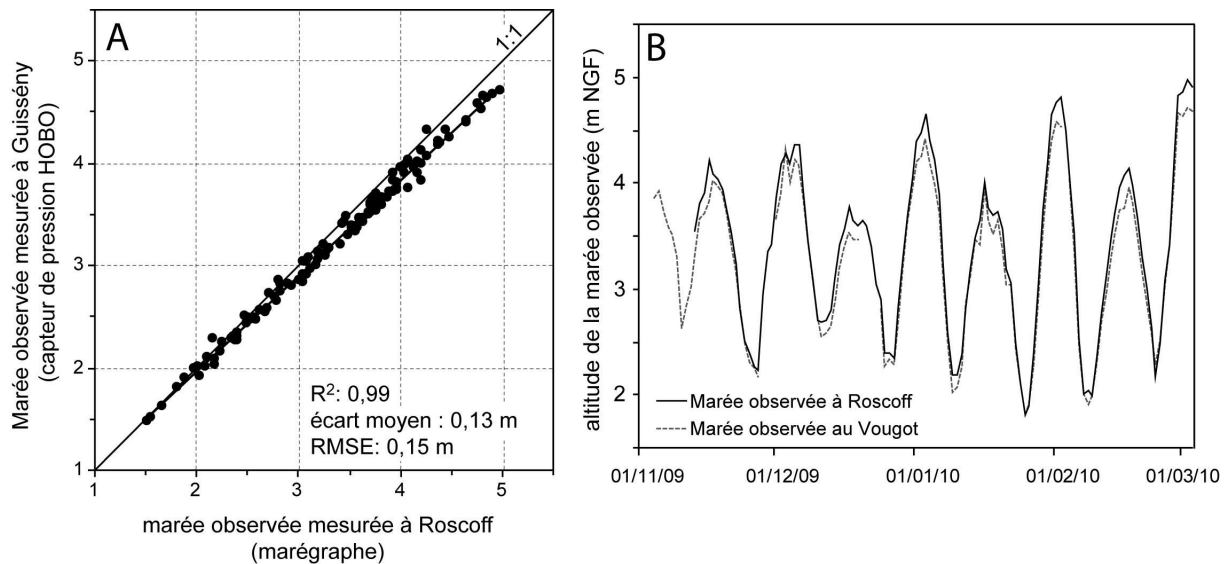 A
1:1
Marée observée mesurée à Guissény
(capteur de pression HOBO)
5
4
3
2
1
R²: 0,99
écart moyen : 0,13 m
RMSE: 0,15 m
1 2 3 4 5
marée observée mesurée à Roscoff
(marégraphe)
B
altitude de la marée observée (m NGF)
5
4
3
2
Marée observée à Roscoff
Marée observée au Vougot
01/11/09 01/12/09 01/01/10 01/02/10 01/03/10